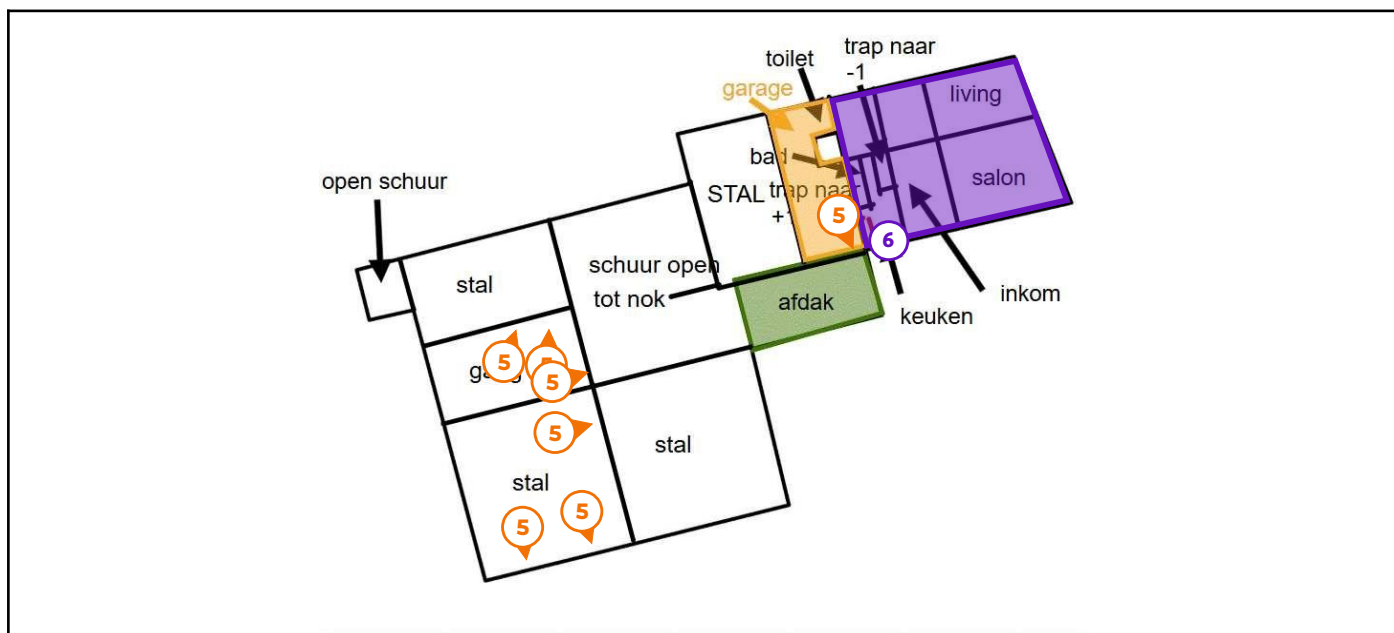 trap naar
-1
toilet
garage
living
bad
open schuur
salon
STAL
trap naar
5
6
schuur open
stal
tot nok
afdak
inkom
keuken
5
5
5
stal
5
stal
5
5